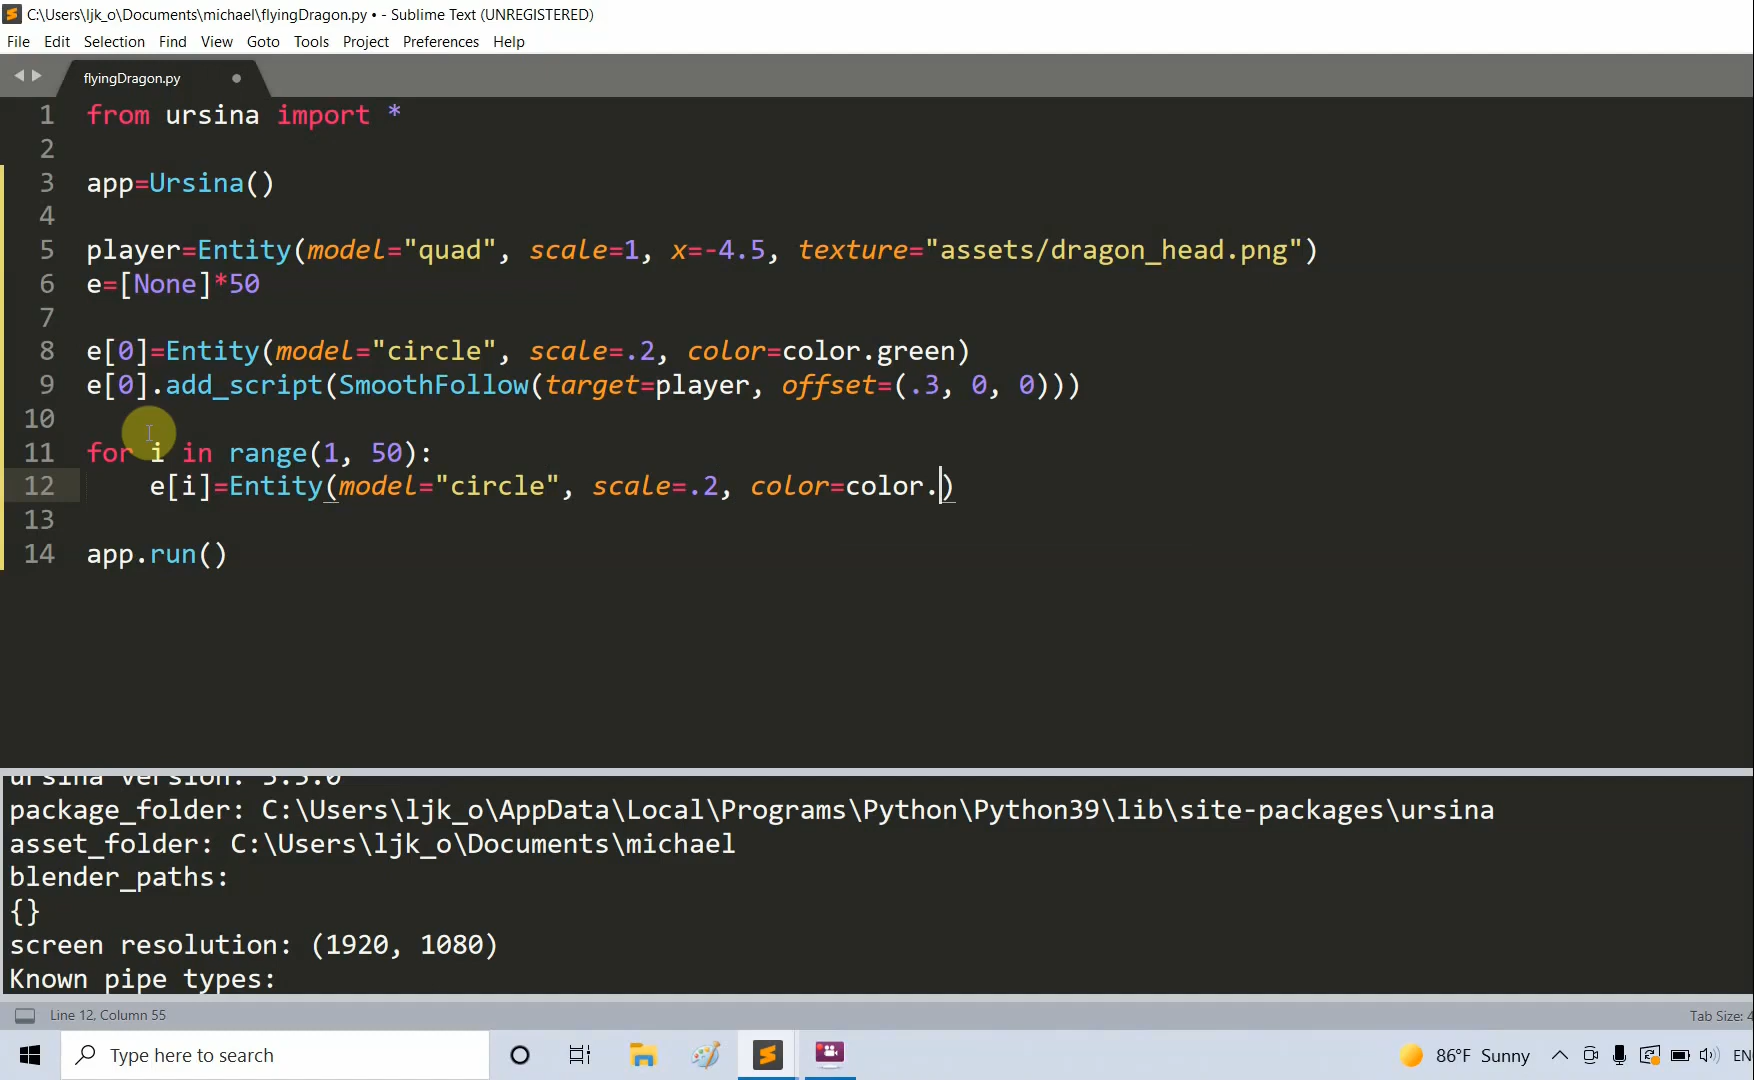 C:\Users\ljk_o\Documents\michael\flyingDragon.py • - Sublime Text (UNREGISTERED)
File Edit Selection Find View Goto Tools Project Preferences Help
flyingDragon.py
1 from ursina import *
2
3 app=Ursina()
4
5 player=Entity(model="quad", scale=1, x=-4.5, texture="assets/dragon_head.png")
6 e=[None]*50
7
8 e[0]=Entity(model="circle", scale=.2, color=color.green)
9 e[0].add_script(SmoothFollow(target=player, offset=(.3, 0, 0)))
10
11 for i in range(1, 50):
12     e[i]=Entity(model="circle", scale=.2, color=color.)
13
14 app.run()
ursina version: 3.3.0
package_folder: C:\Users\ljk_o\AppData\Local\Programs\Python\Python39\lib\site-packages\ursina
asset_folder: C:\Users\ljk_o\Documents\michael
blender_paths:
{}
screen resolution: (1920, 1080)
Known pipe types:
Line 12, Column 55
Tab Size: 4
Type here to search
86°F Sunny